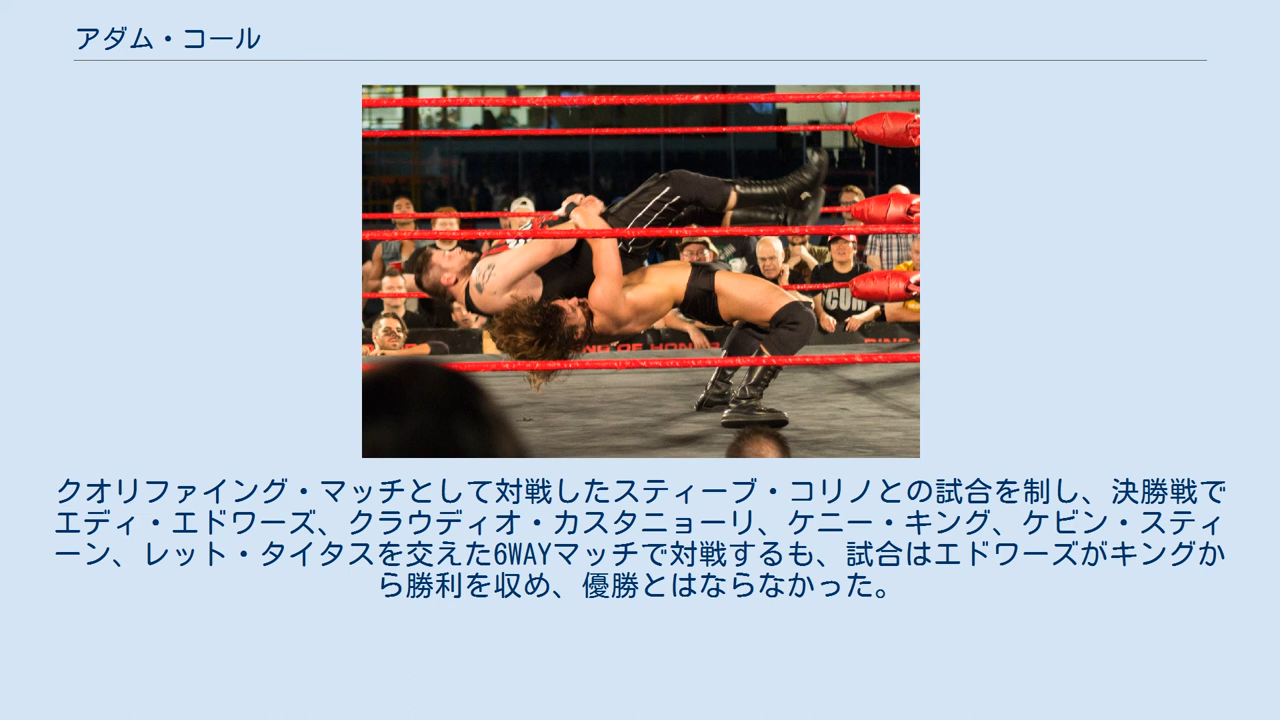 アダム・コール
CUM
RING OF HONOR
クオリファイング・マッチとして対戦したスティーブ・コリノとの試合を制し、決勝戦で
エディ・エドワーズ、クラウディオ・カスタニョーリ、ケニー・キング、ケビン・スティ
ーン、レット・タイタスを交えた6WAYマッチで対戦するも、試合はエドワーズがキングか
ら勝利を収め、優勝とはならなかった。